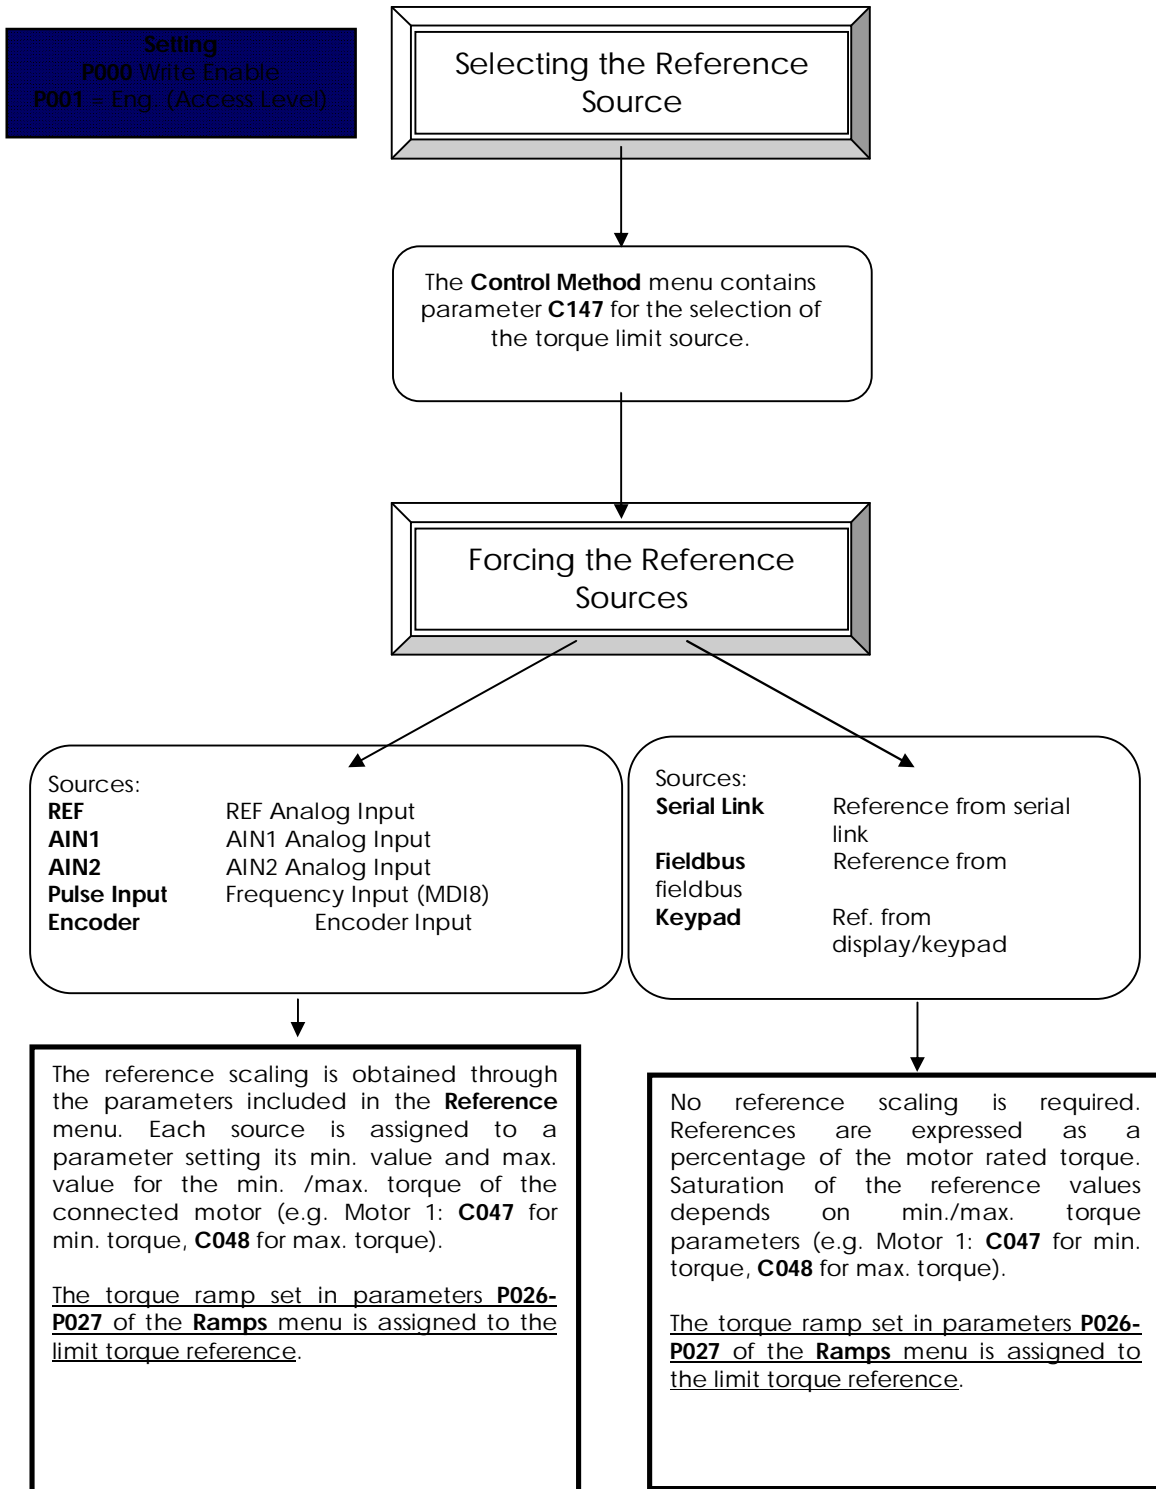 Setting
P000 Write Enable
P001 = Eng. (Access Level)
Selecting the Reference
Source
The Control Method menu contains
parameter C147 for the selection of
the torque limit source.
Forcing the Reference
Sources
Sources:
REF REF Analog Input
AIN1 AIN1 Analog Input
AIN2 AIN2 Analog Input
Pulse Input Frequency Input (MDI8)
Encoder Encoder Input
Sources:
Serial Link Reference from serial
link
Fieldbus Reference from
fieldbus
Keypad Ref. from
display/keypad
The reference scaling is obtained through
the parameters included in the Reference
menu. Each source is assigned to a
parameter setting its min. value and max.
value for the min. /max. torque of the
connected motor (e.g. Motor 1: C047 for
min. torque, C048 for max. torque).
The torque ramp set in parameters P026-
P027 of the Ramps menu is assigned to the
limit torque reference.
No reference scaling is required.
References are expressed as a
percentage of the motor rated torque.
Saturation of the reference values
depends on min./max. torque
parameters (e.g. Motor 1: C047 for min.
torque, C048 for max. torque).
The torque ramp set in parameters P026-
P027 of the Ramps menu is assigned to
the limit torque reference.